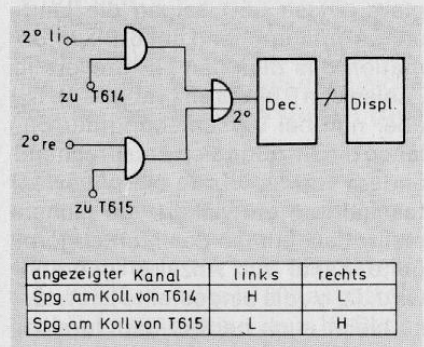 2° li
zu T614
2° re
zu T615
2°
Dec.
Displ.
angezeigter Kanal links rechts
Spg. am Koll. von T614 H L
Spg. am Koll von T615 L H